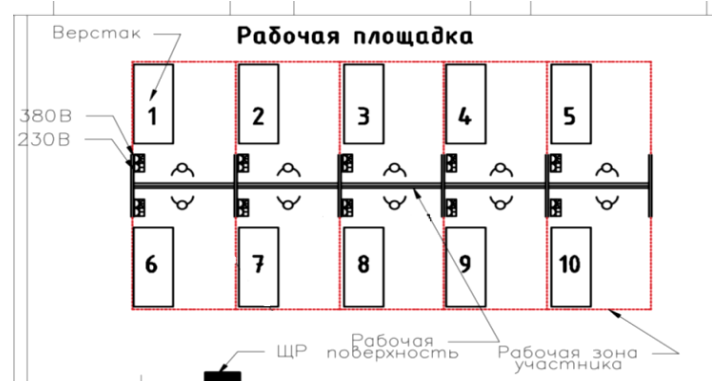 Верстак
Рабочая площадка
1 2 3 4 5
380В
230В
6 7 8 9 10
ЩР
Рабочая
поверхность
Рабочая зона
участника